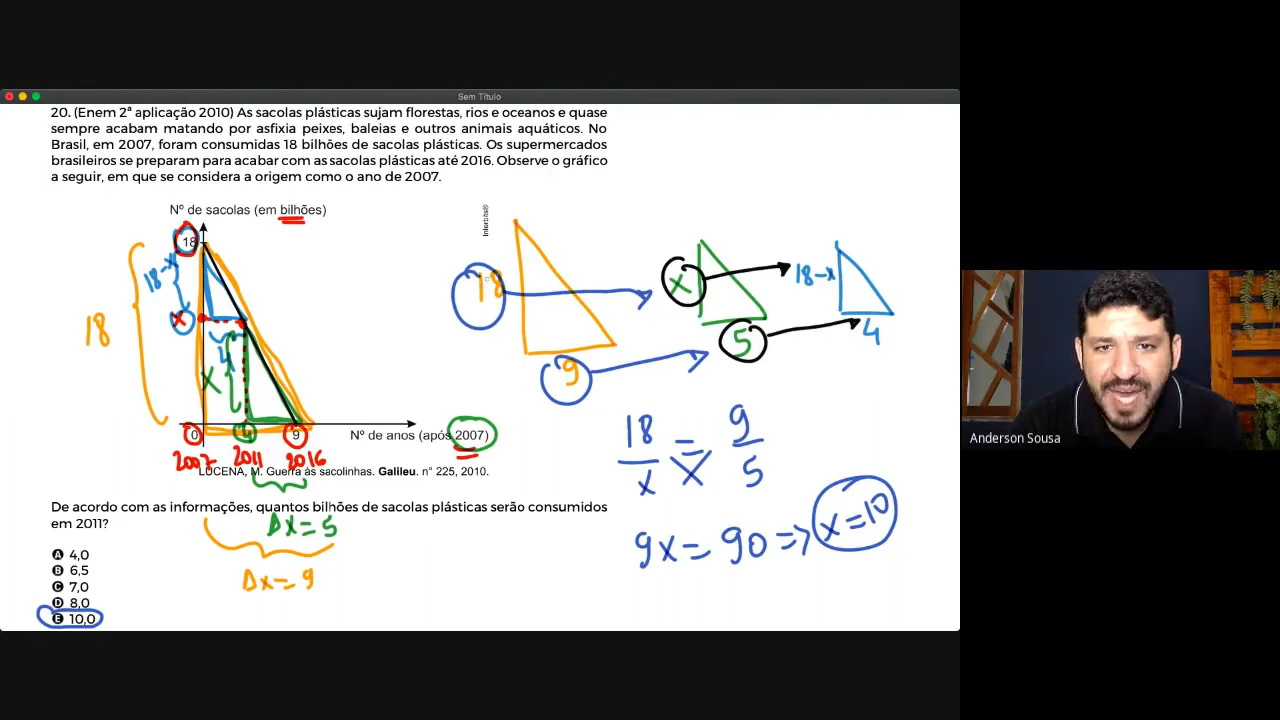 Sem Título
20. (Enem 2ª aplicação 2010) As sacolas plásticas sujam florestas, rios e oceanos e quase
sempre acabam matando por asfixia peixes, baleias e outros animais aquáticos. No
Brasil, em 2007, foram consumidas 18 bilhões de sacolas plásticas. Os supermercados
brasileiros se preparam para acabar com as sacolas plásticas até 2016. Observe o gráfico
a seguir, em que se considera a origem como o ano de 2007.
Nº de sacolas (em bilhões)
Interbits®
18
18-x
x
18
4
x
0
4
9
Nº de anos (após 2007)
2007 2011 2016
LUCENA, M. Guerra às sacolinhas. Galileu. n° 225, 2010.
De acordo com as informações, quantos bilhões de sacolas plásticas serão consumidos
em 2011?
Δx=5
Δx=9
A 4,0
B 6,5
C 7,0
D 8,0
E 10,0
18
9
x
5
18-x
4
18/x = 9/5
9x = 90 => x=10
Anderson Sousa